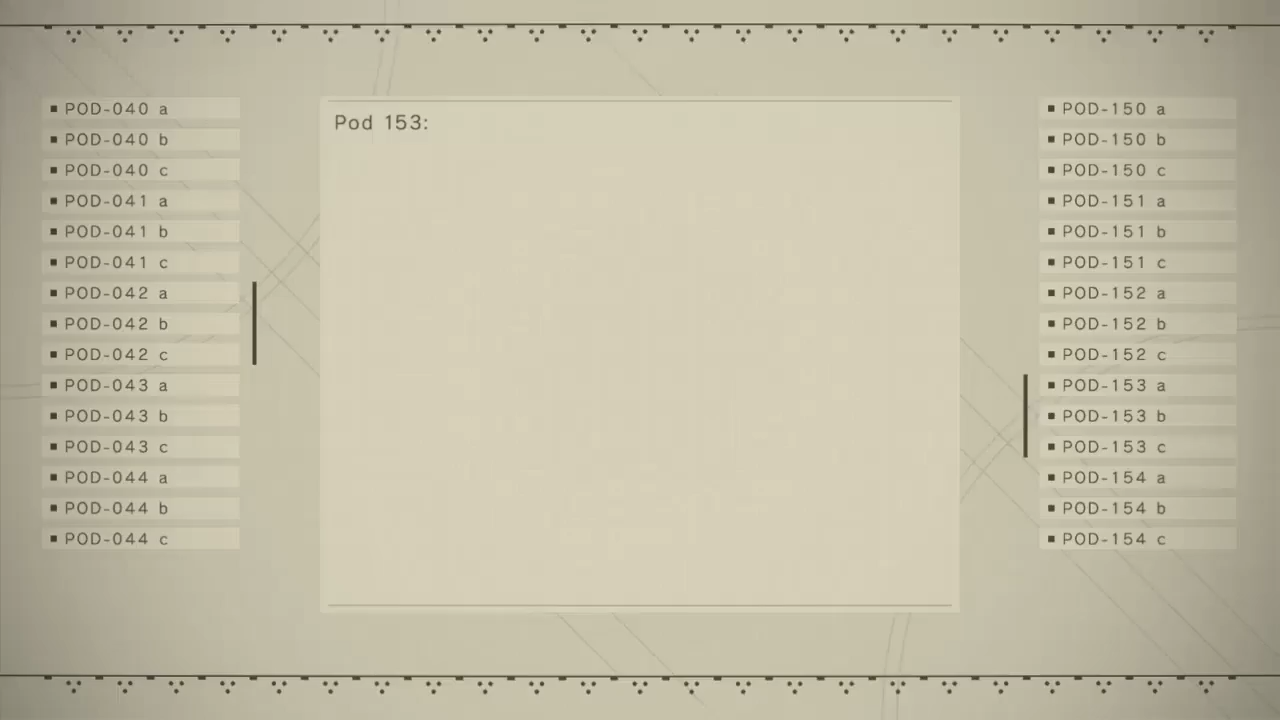 POD-040 a
POD-040 b
POD-040 c
POD-041 a
POD-041 b
POD-041 c
POD-042 a
POD-042 b
POD-042 c
POD-043 a
POD-043 b
POD-043 c
POD-044 a
POD-044 b
POD-044 c
Pod 153:
POD-150 a
POD-150 b
POD-150 c
POD-151 a
POD-151 b
POD-151 c
POD-152 a
POD-152 b
POD-152 c
POD-153 a
POD-153 b
POD-153 c
POD-154 a
POD-154 b
POD-154 c